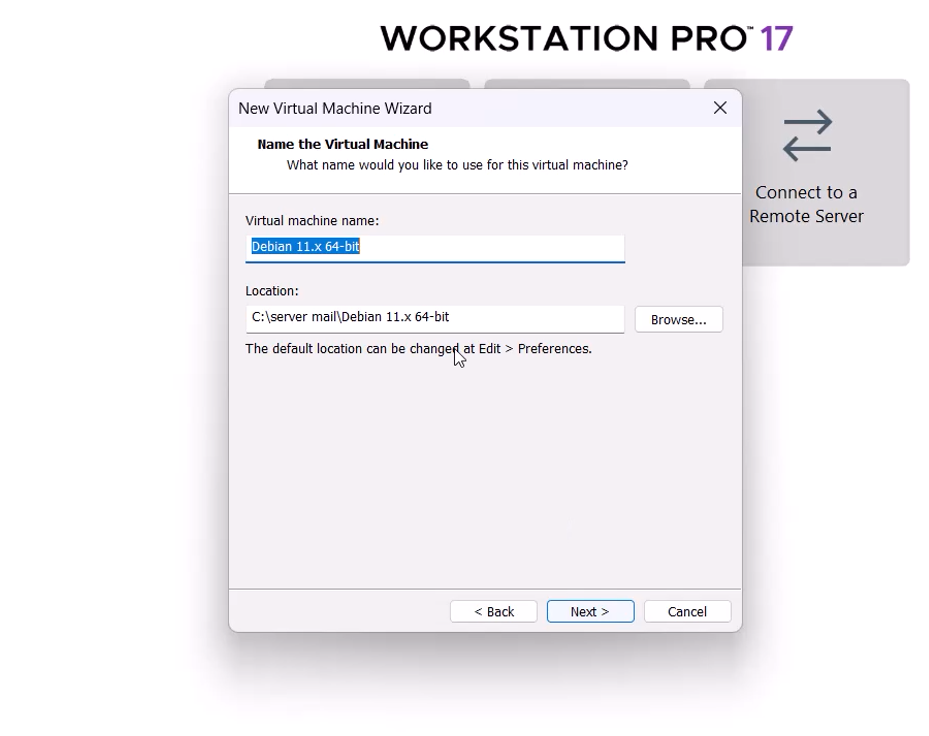 WORKSTATION PRO™ 17
New Virtual Machine Wizard
Name the Virtual Machine
What name would you like to use for this virtual machine?
Virtual machine name:
Debian 11.x 64-bit
Location:
C:\server mail\Debian 11.x 64-bit
Browse...
The default location can be changed at Edit > Preferences.
< Back
Next >
Cancel
Connect to a
Remote Server